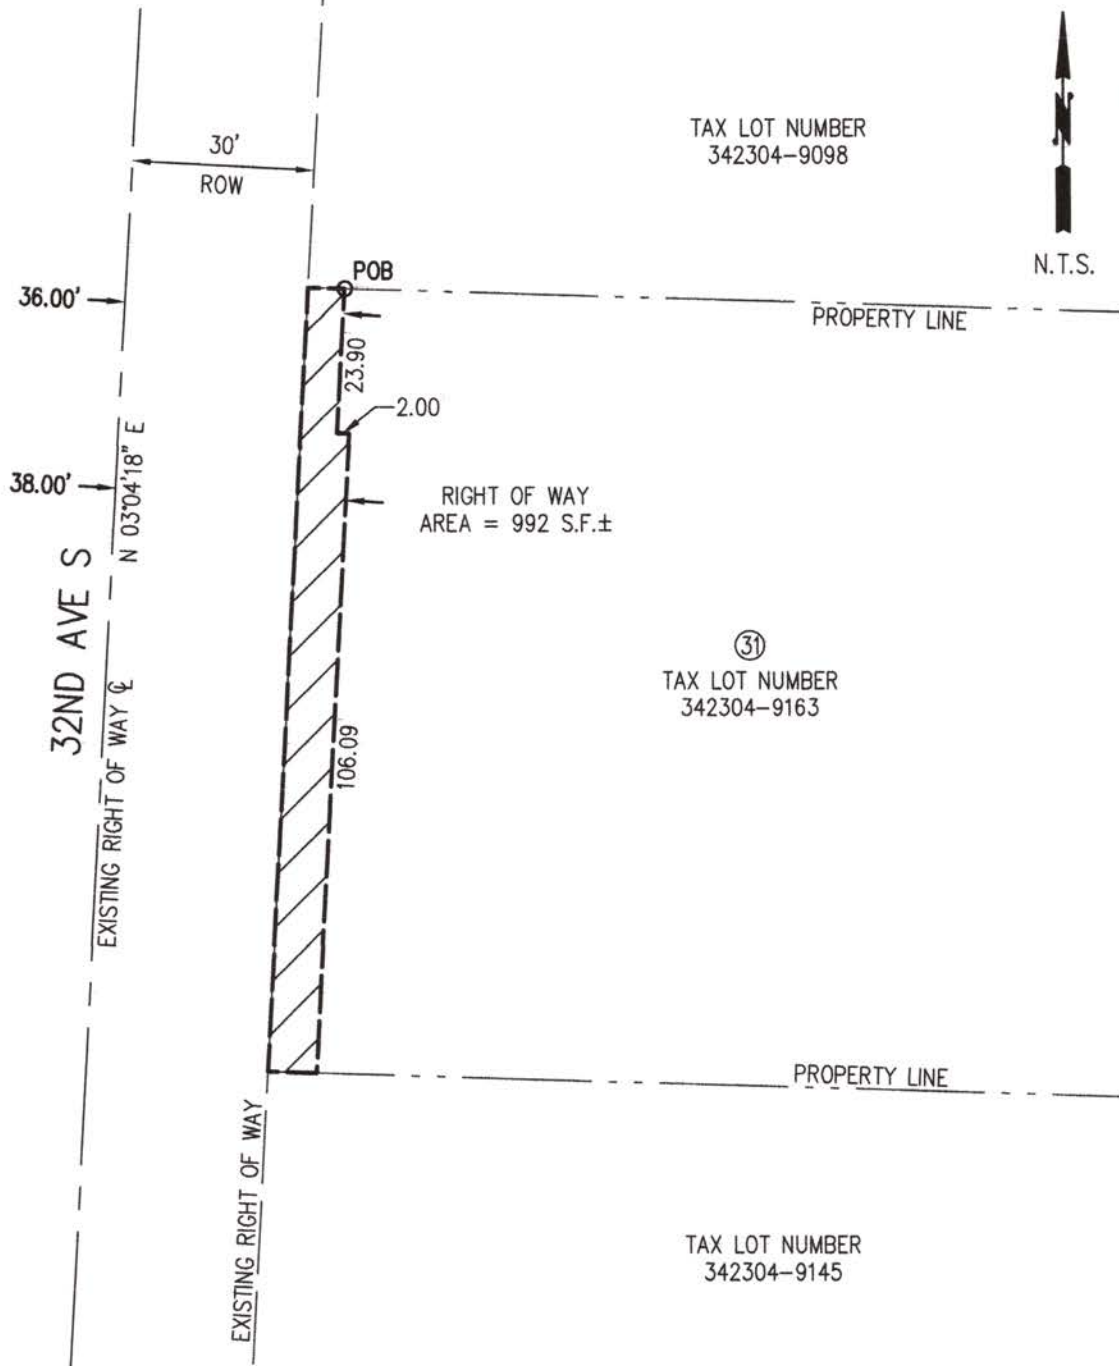 30'
ROW
TAX LOT NUMBER
342304-9098
N
N.T.S.
POB
36.00'
PROPERTY LINE
23.90
2.00
38.00'
N 03°04'18" E
RIGHT OF WAY
AREA = 992 S.F.±
32ND AVE S
EXISTING RIGHT OF WAY ℄
31
TAX LOT NUMBER
342304-9163
106.09
PROPERTY LINE
EXISTING RIGHT OF WAY
TAX LOT NUMBER
342304-9145